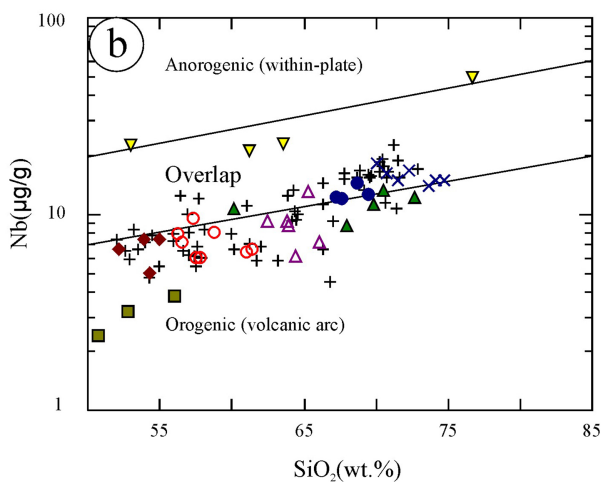 100
b
Anorogenic (within-plate)
Overlap
Nb(µg/g)
10
Orogenic (volcanic arc)
1
55 65 75 85
SiO₂(wt.%)